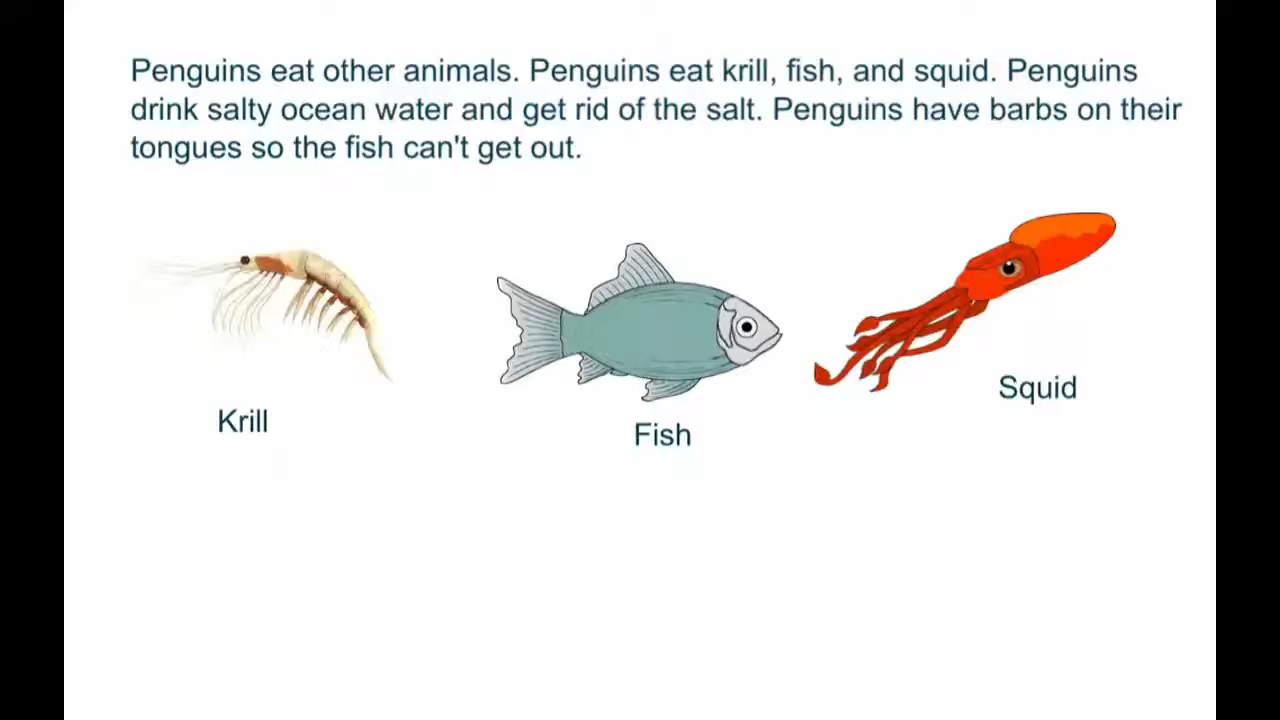 Penguins eat other animals. Penguins eat krill, fish, and squid. Penguins
drink salty ocean water and get rid of the salt. Penguins have barbs on their
tongues so the fish can't get out.
Krill
Fish
Squid